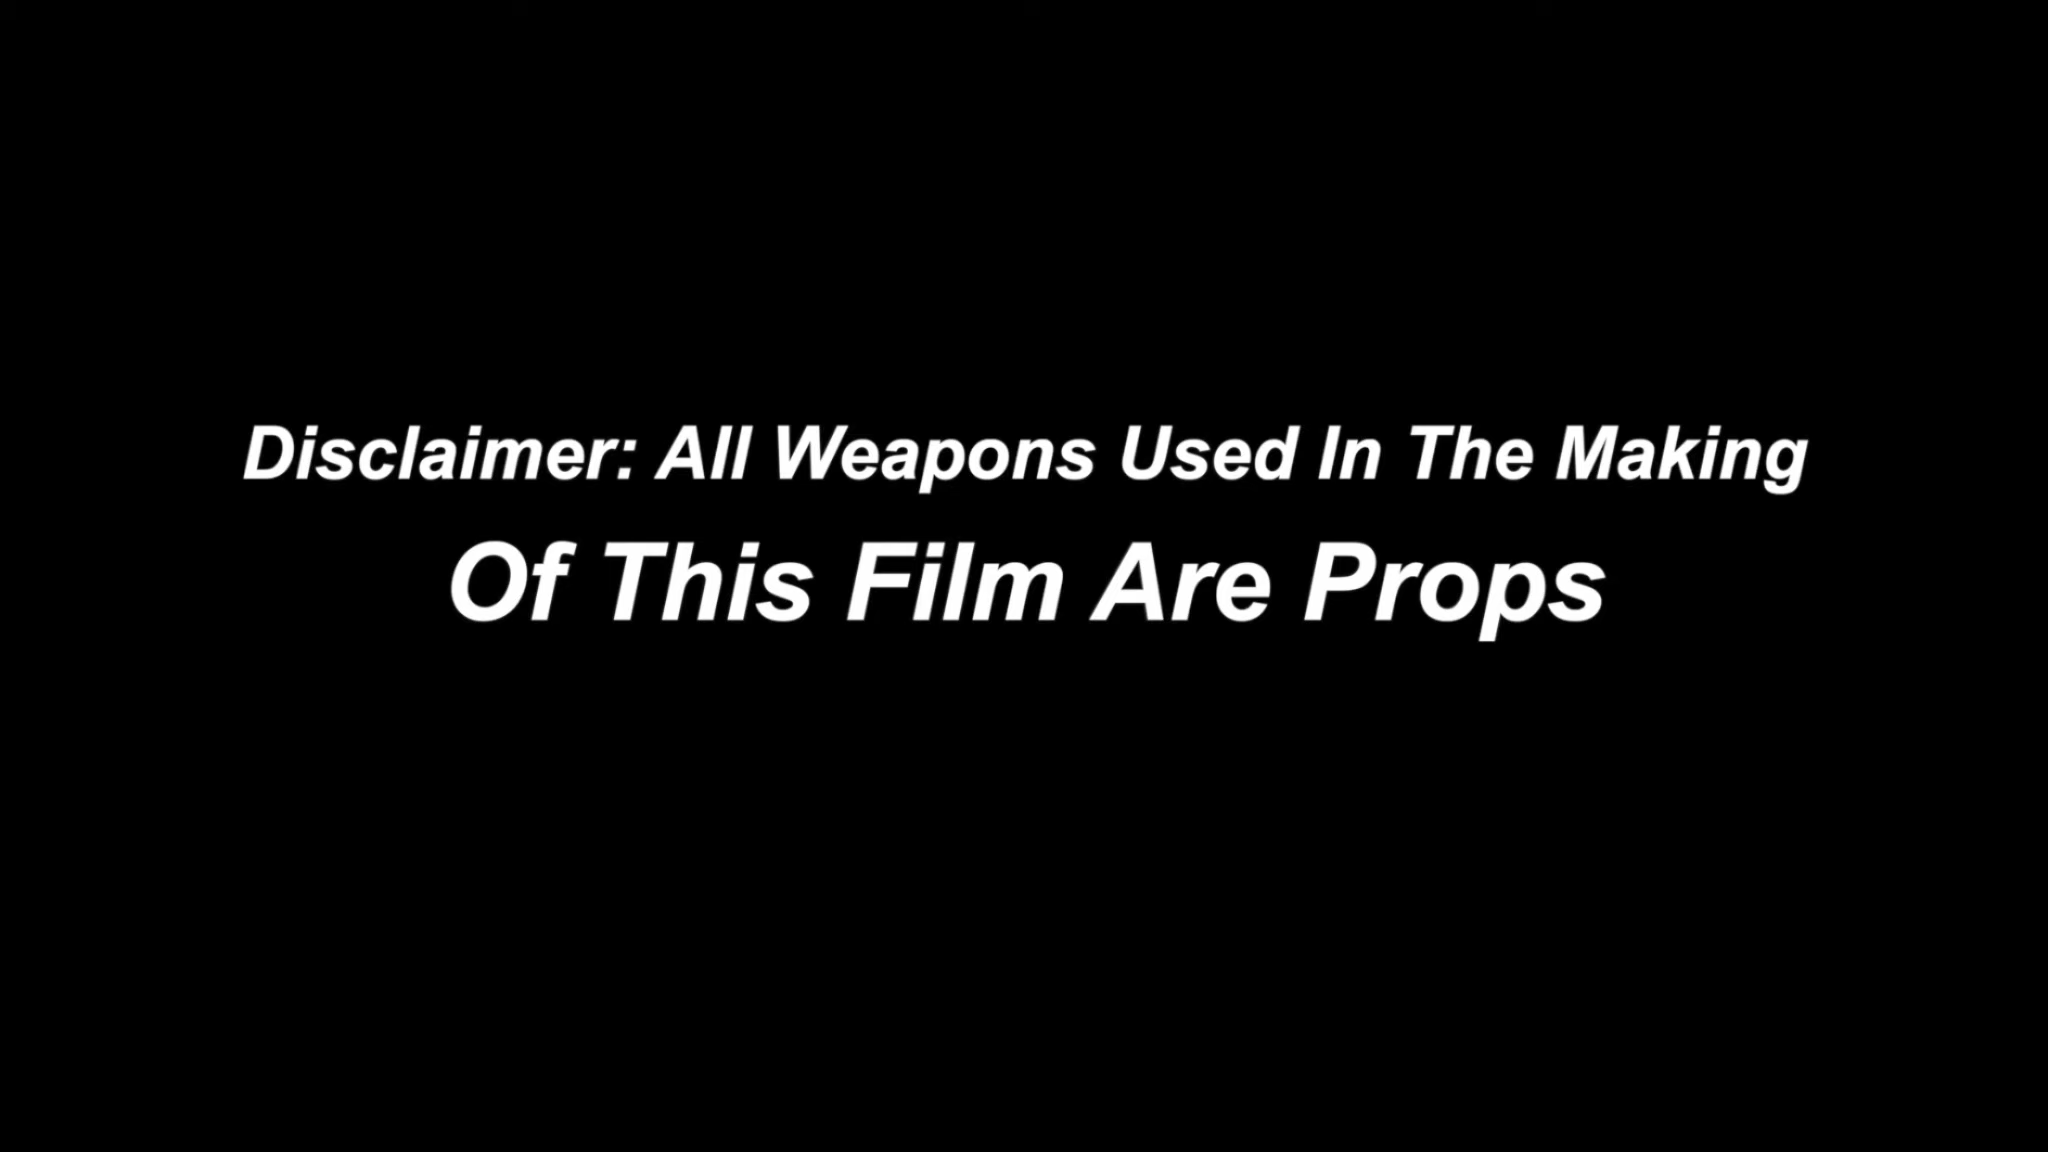 Disclaimer: All Weapons Used In The Making
Of This Film Are Props